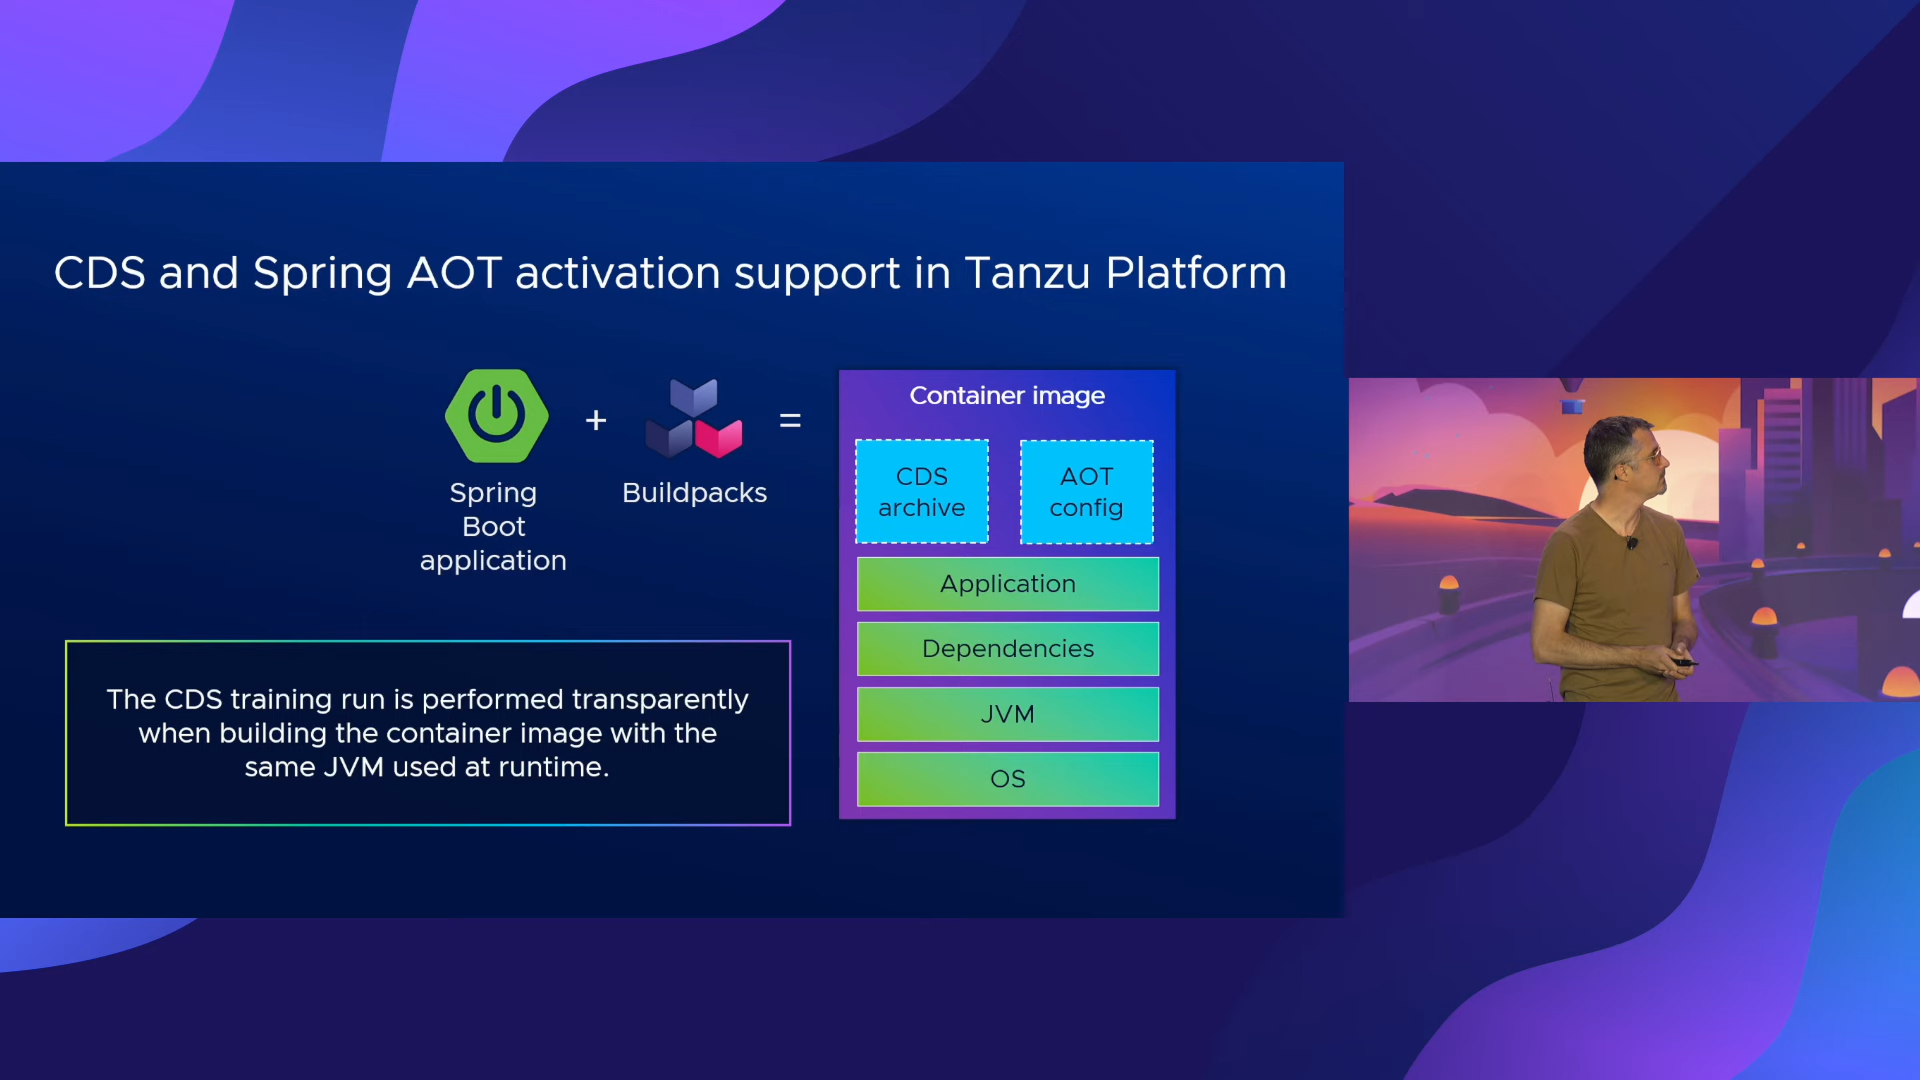 CDS and Spring AOT activation support in Tanzu Platform
Spring
Boot
application
+
Buildpacks
=
Container image
CDS
archive
AOT
config
Application
Dependencies
JVM
OS
The CDS training run is performed transparently
when building the container image with the
same JVM used at runtime.